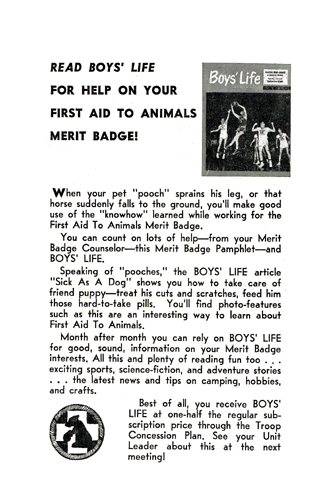 READ BOYS' LIFE
FOR HELP ON YOUR
FIRST AID TO ANIMALS
MERIT BADGE!
Boys' Life
When your pet "pooch" sprains his leg, or that
horse suddenly falls to the ground, you'll make good
use of the "knowhow" learned while working for the
First Aid To Animals Merit Badge.
You can count on lots of help—from your Merit
Badge Counselor—this Merit Badge Pamphlet—and
BOYS' LIFE.
Speaking of "pooches," the BOYS' LIFE article
"Sick As A Dog" shows you how to take care of
friend puppy—treat his cuts and scratches, feed him
those hard-to-take pills. You'll find photo-features
such as this are an interesting way to learn about
First Aid To Animals.
Month after month you can rely on BOYS' LIFE
for good, sound, information on your Merit Badge
interests. All this and plenty of reading fun too . . .
exciting sports, science-fiction, and adventure stories
. . . the latest news and tips on camping, hobbies,
and crafts.
Best of all, you receive BOYS'
LIFE at one-half the regular sub-
scription price through the Troop
Concession Plan. See your Unit
Leader about this at the next
meeting!